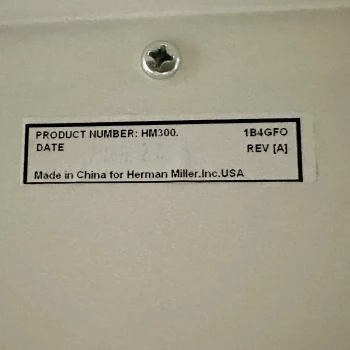 PRODUCT NUMBER: HM300. 1B4GFO
DATE REV [A]
Made in China for Herman Miller.Inc.USA